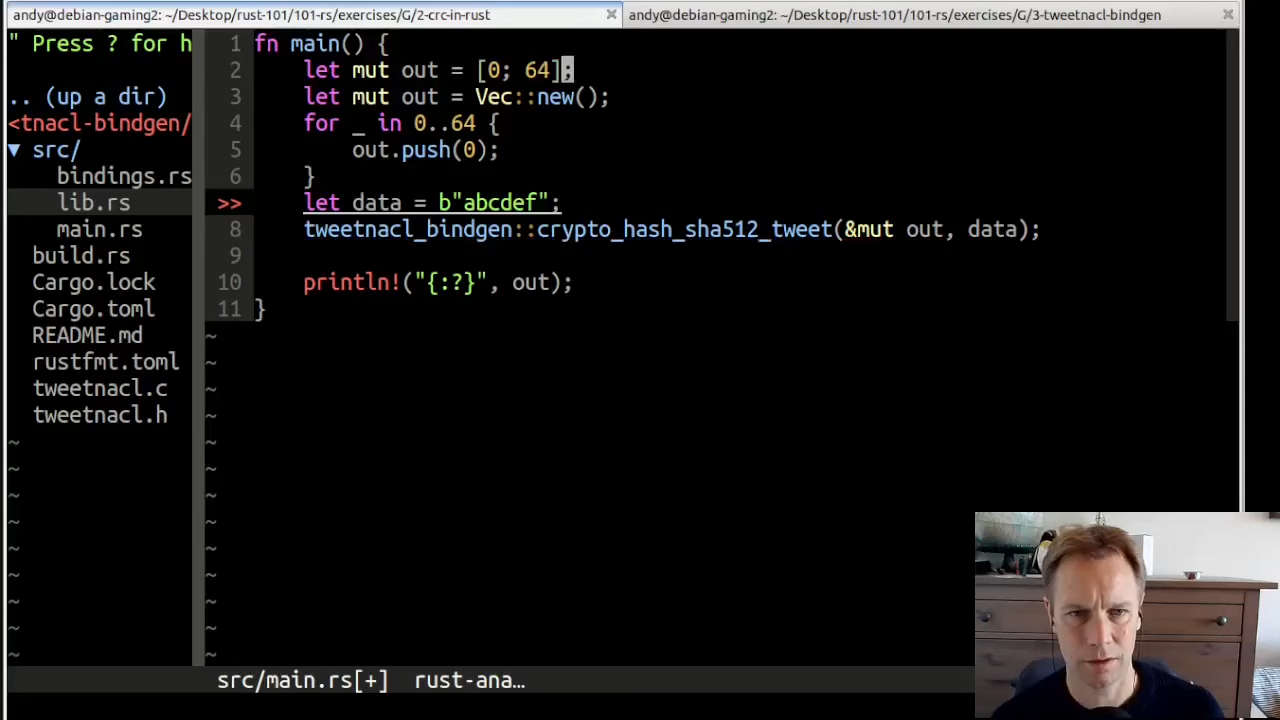 andy@debian-gaming2: ~/Desktop/rust-101/101-rs/exercises/G/2-crc-in-rust
andy@debian-gaming2: ~/Desktop/rust-101/101-rs/exercises/G/3-tweetnacl-bindgen
" Press ? for h
.. (up a dir)
<tnacl-bindgen/
▼ src/
bindings.rs
lib.rs
main.rs
build.rs
Cargo.lock
Cargo.toml
README.md
rustfmt.toml
tweetnacl.c
tweetnacl.h
~
~
~
~
~
~
~
~
~
1 fn main() {
2     let mut out = [0; 64];
3     let mut out = Vec::new();
4     for _ in 0..64 {
5         out.push(0);
6     }
>>     let data = b"abcdef";
8     tweetnacl_bindgen::crypto_hash_sha512_tweet(&mut out, data);
9
10     println!("{:?}", out);
11 }
~
~
~
~
~
~
~
~
~
~
~
~
~
src/main.rs[+] rust-ana…